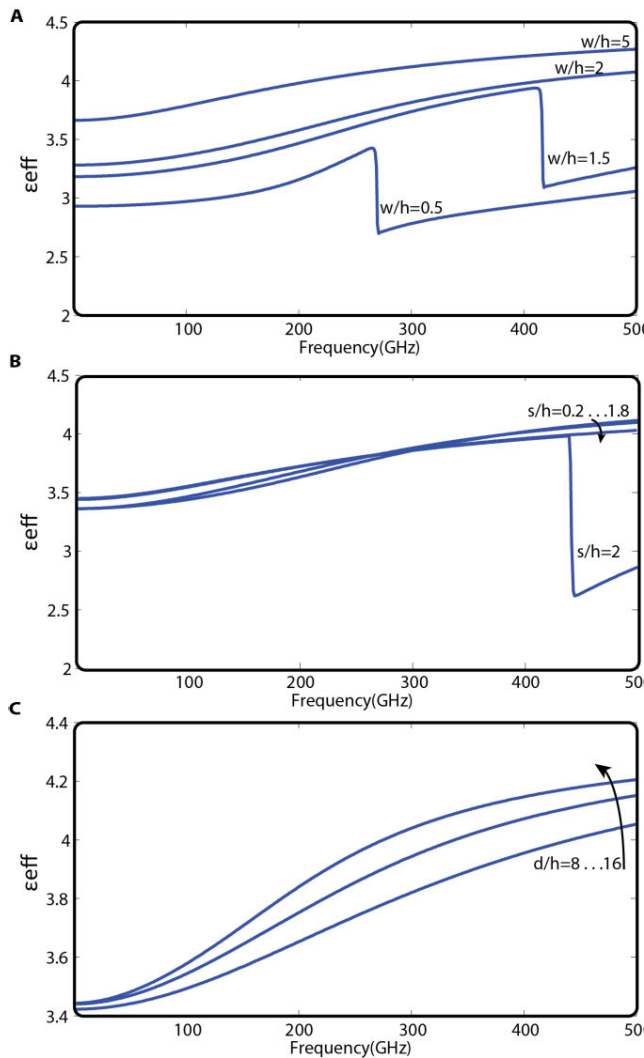 A
4.5
w/h=5
w/h=2
4
3.5
εeff
w/h=1.5
3
w/h=0.5
2.5
2
100 200 300 400 500
Frequency(GHz)
B
4.5
s/h=0.2 . . .1.8
4
3.5
εeff
s/h=2
3
2.5
2
100 200 300 400 500
Frequency(GHz)
C
4.4
4.2
4
εeff
d/h=8 . . .16
3.8
3.6
3.4
100 200 300 400 500
Frequency(GHz)